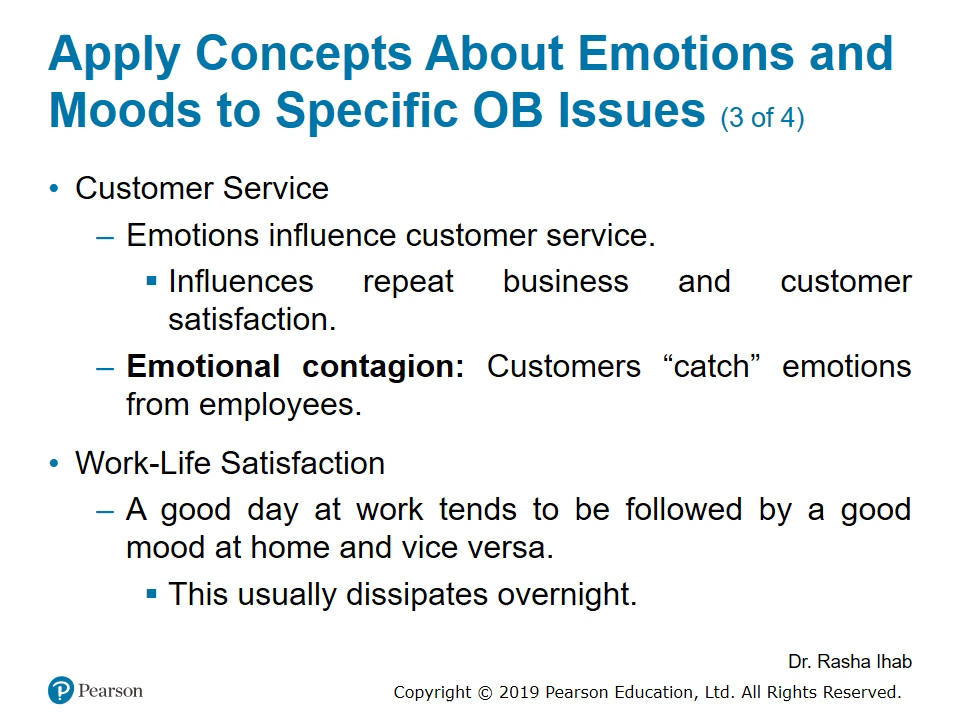 Apply Concepts About Emotions and
Moods to Specific OB Issues (3 of 4)
• Customer Service
– Emotions influence customer service.
▪ Influences repeat business and customer
satisfaction.
– Emotional contagion: Customers “catch” emotions
from employees.
• Work-Life Satisfaction
– A good day at work tends to be followed by a good
mood at home and vice versa.
▪ This usually dissipates overnight.
Dr. Rasha Ihab
Pearson
Copyright © 2019 Pearson Education, Ltd. All Rights Reserved.